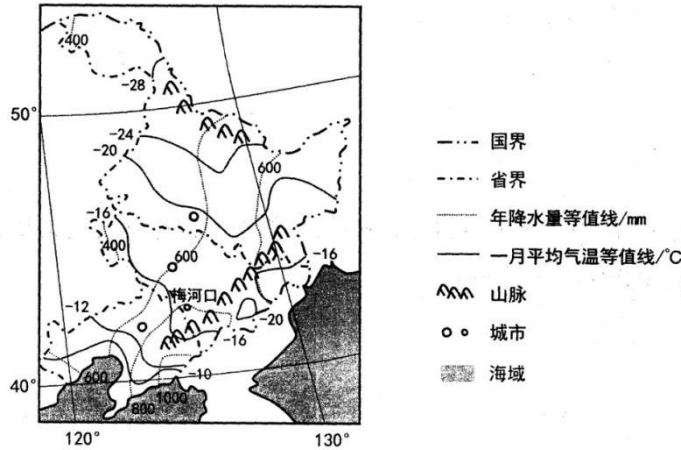 400
-28
50°
-24
-20
600
-16
400
600
-16
梅河口
-12
-20
-16
600
-10
40°
1000
800
120°
130°
国界
省界
年降水量等值线/mm
一月平均气温等值线/℃
山脉
城市
海域